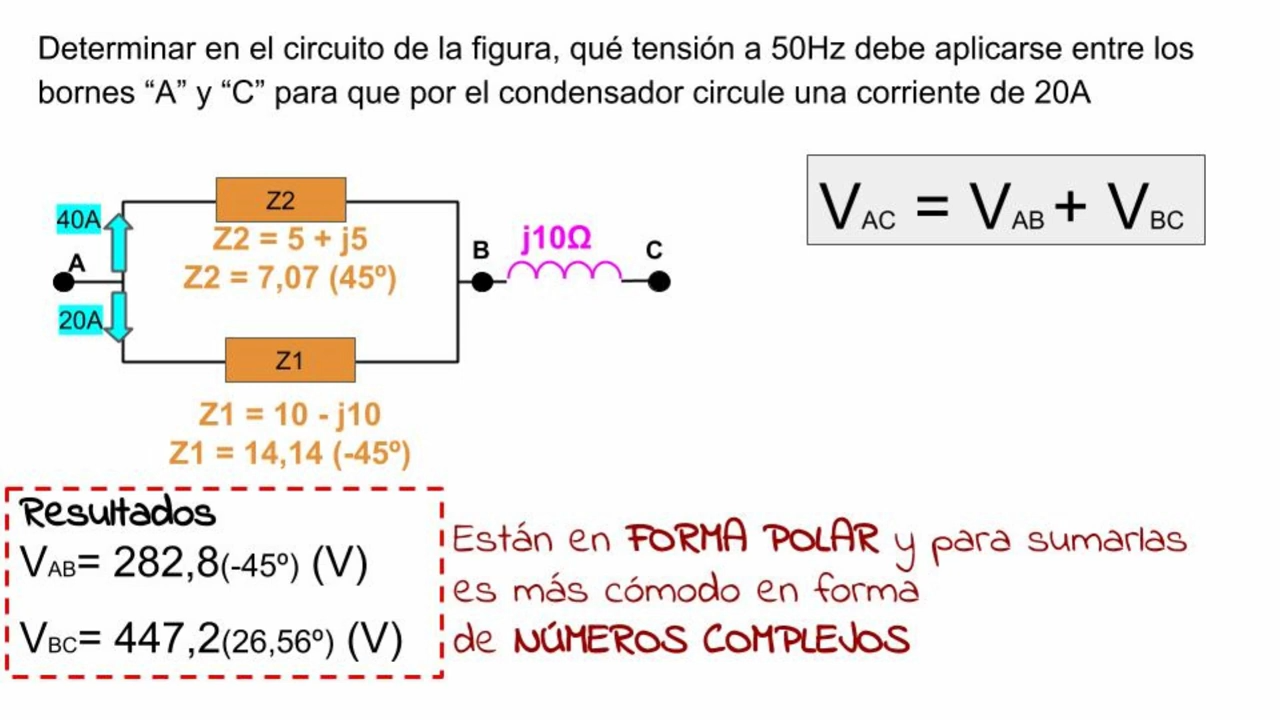 Determinar en el circuito de la figura, qué tensión a 50Hz debe aplicarse entre los
bornes “A” y “C” para que por el condensador circule una corriente de 20A
VAC = VAB + VBC
40A
Z2
Z2 = 5 + j5
Z2 = 7,07 (45º)
A
B
j10Ω
C
20A
Z1
Z1 = 10 - j10
Z1 = 14,14 (-45º)
Resultados
VAB= 282,8(-45º) (V)
VBC= 447,2(26,56º) (V)
Están en FORMA POLAR y para sumarlas
es más cómodo en forma
de NÚMEROS COMPLEJOS